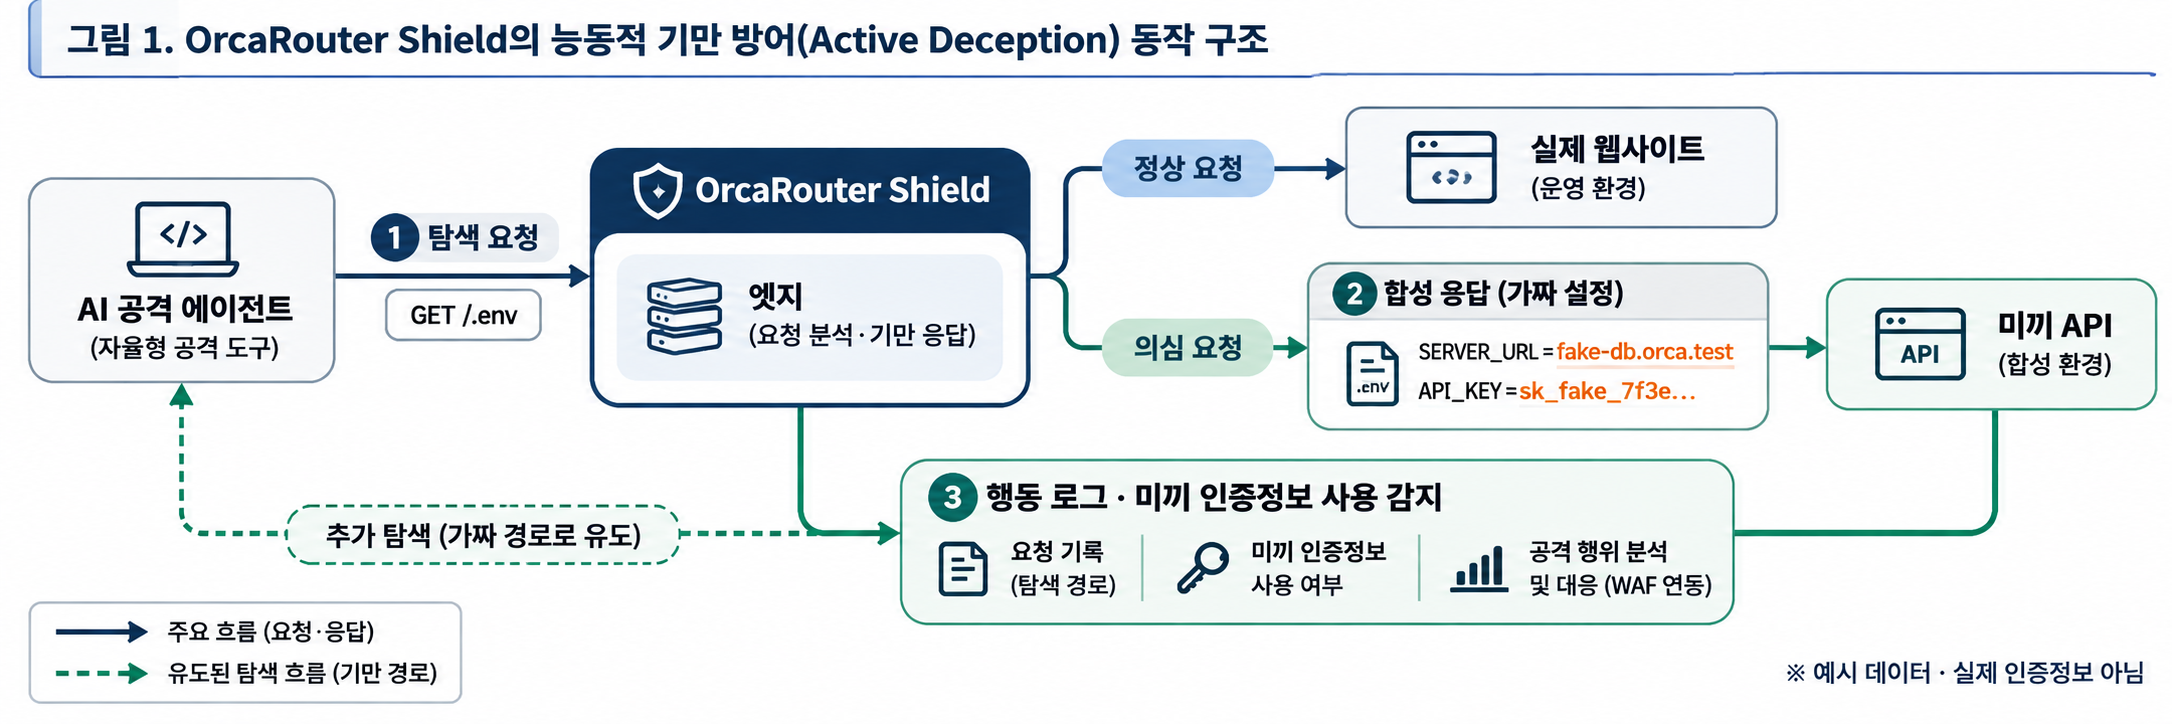 그림 1. OrcaRouter Shield의 능동적 기만 방어(Active Deception) 동작 구조
</>
AI 공격 에이전트
(자율형 공격 도구)
1 탐색 요청
GET /.env
OrcaRouter Shield
엣지
(요청 분석·기만 응답)
정상 요청
실제 웹사이트
(운영 환경)
의심 요청
2 합성 응답 (가짜 설정)
.env
SERVER_URL=fake-db.orca.test
API_KEY=sk_fake_7f3e...
API
미끼 API
(합성 환경)
3 행동 로그 · 미끼 인증정보 사용 감지
요청 기록
(탐색 경로)
미끼 인증정보
사용 여부
공격 행위 분석
및 대응 (WAF 연동)
추가 탐색 (가짜 경로로 유도)
주요 흐름 (요청·응답)
유도된 탐색 흐름 (기만 경로)
※ 예시 데이터 · 실제 인증정보 아님